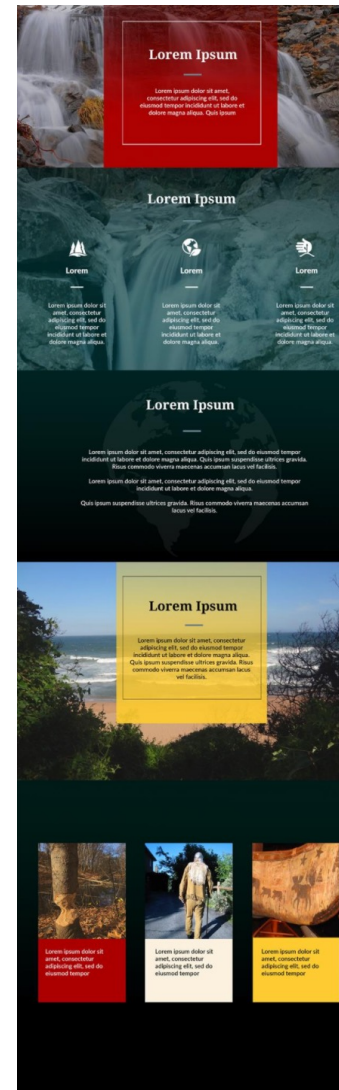 Lorem Ipsum
Lorem ipsum dolor sit amet,
consectetur adipiscing elit, sed do
eiusmod tempor incididunt ut labore et
dolore magna aliqua. Quis ipsum
Lorem Ipsum
Lorem
Lorem ipsum dolor sit
amet, consectetur
adipiscing elit, sed do
eiusmod tempor
incididunt ut labore et
dolore magna aliqua.
Lorem
Lorem ipsum dolor sit
amet, consectetur
adipiscing elit, sed do
eiusmod tempor
incididunt ut labore et
dolore magna aliqua.
Lorem
Lorem ipsum dolor sit
amet, consectetur
adipiscing elit, sed do
eiusmod tempor
incididunt ut labore et
dolore magna aliqua.
Lorem Ipsum
Lorem ipsum dolor sit amet, consectetur adipiscing elit, sed do eiusmod tempor
incididunt ut labore et dolore magna aliqua. Quis ipsum suspendisse ultrices gravida.
Risus commodo viverra maecenas accumsan lacus vel facilisis.
Lorem ipsum dolor sit amet, consectetur adipiscing elit, sed do eiusmod tempor
incididunt ut labore et dolore magna aliqua.
Quis ipsum suspendisse ultrices gravida. Risus commodo viverra maecenas accumsan
lacus vel facilisis.
Lorem Ipsum
Lorem ipsum dolor sit amet, consectetur
adipiscing elit, sed do eiusmod tempor
incididunt ut labore et dolore magna aliqua.
Quis ipsum suspendisse ultrices gravida. Risus
commodo viverra maecenas accumsan lacus
vel facilisis.
Lorem ipsum dolor sit
amet, consectetur
adipiscing elit, sed do
eiusmod tempor
Lorem ipsum dolor sit
amet, consectetur
adipiscing elit, sed do
eiusmod tempor
Lorem ipsum dolor sit
amet, consectetur
adipiscing elit, sed do
eiusmod tempor